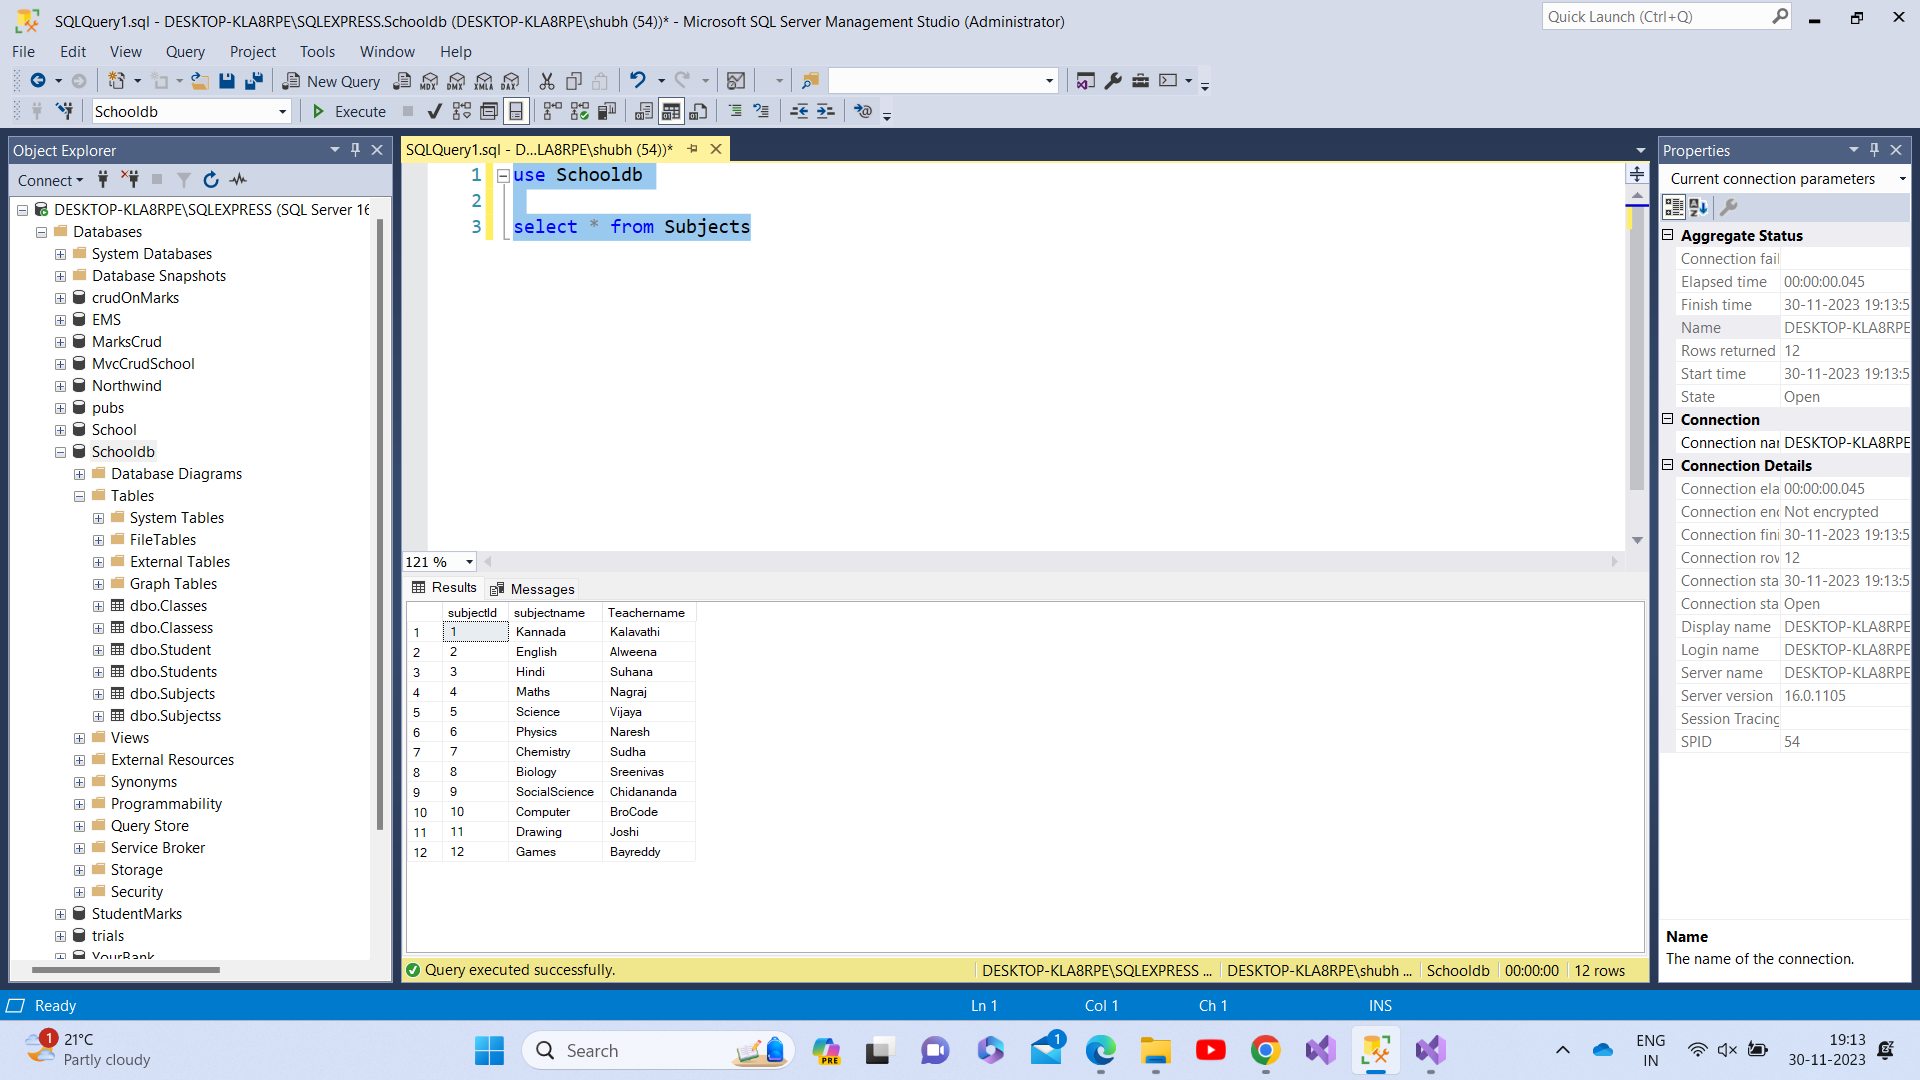 SQLQuery1.sql - DESKTOP-KLA8RPE\SQLEXPRESS.Schooldb (DESKTOP-KLA8RPE\shubh (54))* - Microsoft SQL Server Management Studio (Administrator)
Quick Launch (Ctrl+Q)
File Edit View Query Project Tools Window Help
New Query MDX DMX XMLA DAX
Schooldb Execute
Object Explorer
Connect
DESKTOP-KLA8RPE\SQLEXPRESS (SQL Server 16
Databases
System Databases
Database Snapshots
crudOnMarks
EMS
MarksCrud
MvcCrudSchool
Northwind
pubs
School
Schooldb
Database Diagrams
Tables
System Tables
FileTables
External Tables
Graph Tables
dbo.Classes
dbo.Classess
dbo.Student
dbo.Students
dbo.Subjects
dbo.Subjectss
Views
External Resources
Synonyms
Programmability
Query Store
Service Broker
Storage
Security
StudentMarks
trials
YourBank
SQLQuery1.sql - D...LA8RPE\shubh (54))*
1 use Schooldb
2
3 select * from Subjects
121 %
Results Messages
subjectId subjectname Teachername
1 1 Kannada Kalavathi
2 2 English Alweena
3 3 Hindi Suhana
4 4 Maths Nagraj
5 5 Science Vijaya
6 6 Physics Naresh
7 7 Chemistry Sudha
8 8 Biology Sreenivas
9 9 SocialScience Chidananda
10 10 Computer BroCode
11 11 Drawing Joshi
12 12 Games Bayreddy
Query executed successfully. DESKTOP-KLA8RPE\SQLEXPRESS ... DESKTOP-KLA8RPE\shubh ... Schooldb 00:00:00 12 rows
Properties
Current connection parameters
Aggregate Status
Connection fail
Elapsed time 00:00:00.045
Finish time 30-11-2023 19:13:5
Name DESKTOP-KLA8RPE
Rows returned 12
Start time 30-11-2023 19:13:5
State Open
Connection
Connection nar DESKTOP-KLA8RPE
Connection Details
Connection ela 00:00:00.045
Connection enc Not encrypted
Connection fini 30-11-2023 19:13:5
Connection rov 12
Connection sta 30-11-2023 19:13:5
Connection sta Open
Display name DESKTOP-KLA8RPE
Login name DESKTOP-KLA8RPE
Server name DESKTOP-KLA8RPE
Server version 16.0.1105
Session Tracing
SPID 54
Name
The name of the connection.
Ready Ln 1 Col 1 Ch 1 INS
1 21°C
Partly cloudy
Search
PRE
1
ENG
IN
19:13
30-11-2023